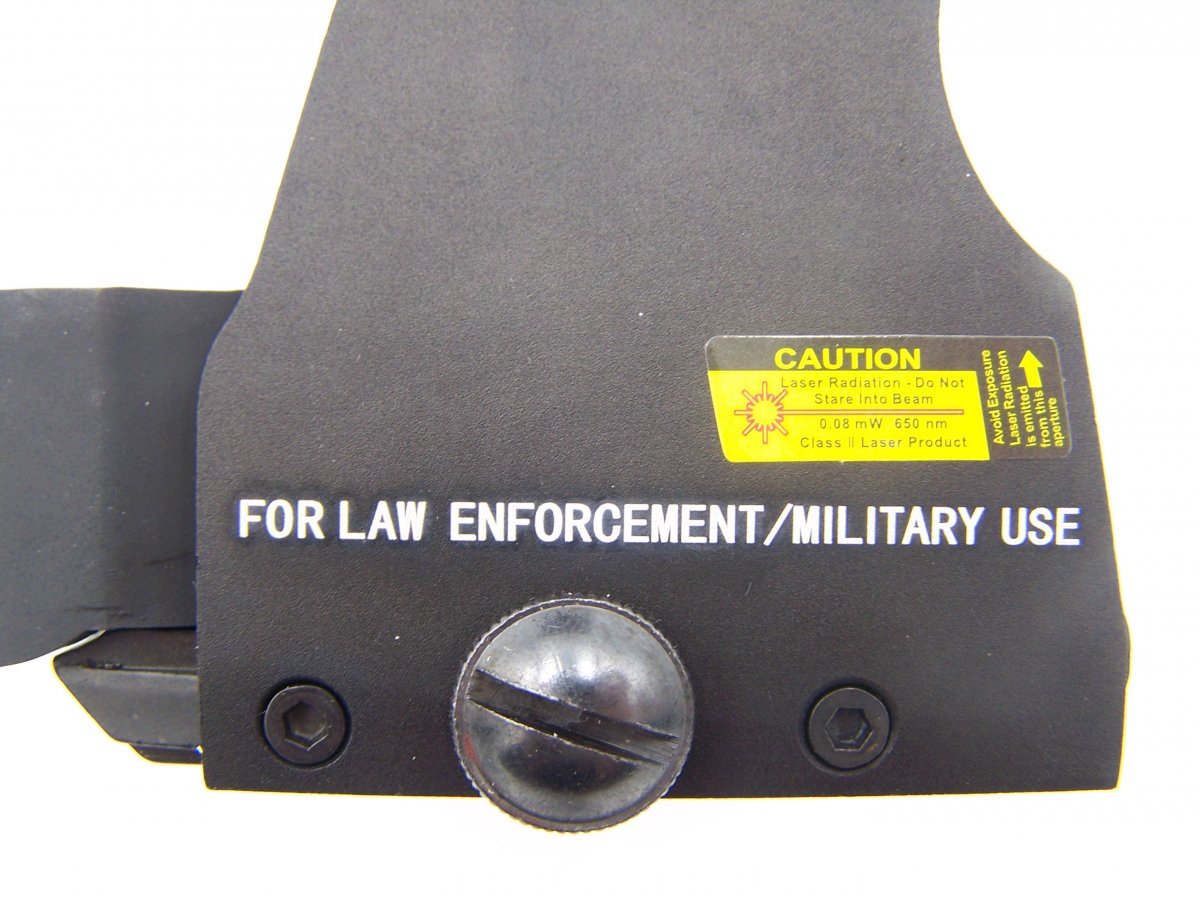 CAUTION
Laser Radiation - Do Not
Stare Into Beam
0.08 mW 650 nm
Class II Laser Product
Avoid Exposure
Laser Radiation
is emitted
from this
aperture
FOR LAW ENFORCEMENT/MILITARY USE